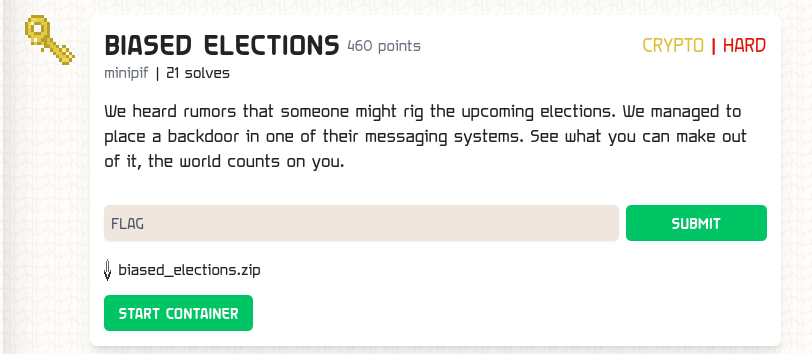 BIASED ELECTIONS 460 points
CRYPTO | HARD
minipif | 21 solves
We heard rumors that someone might rig the upcoming elections. We managed to
place a backdoor in one of their messaging systems. See what you can make out
of it, the world counts on you.
FLAG
SUBMIT
biased_elections.zip
START CONTAINER